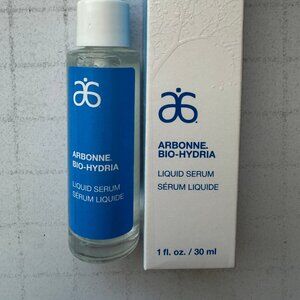 ARBONNE.
BIO-HYDRIA
LIQUID SERUM
SÉRUM LIQUIDE
ARBONNE.
BIO-HYDRIA
LIQUID SERUM
SÉRUM LIQUIDE
1 fl. oz. / 30 ml